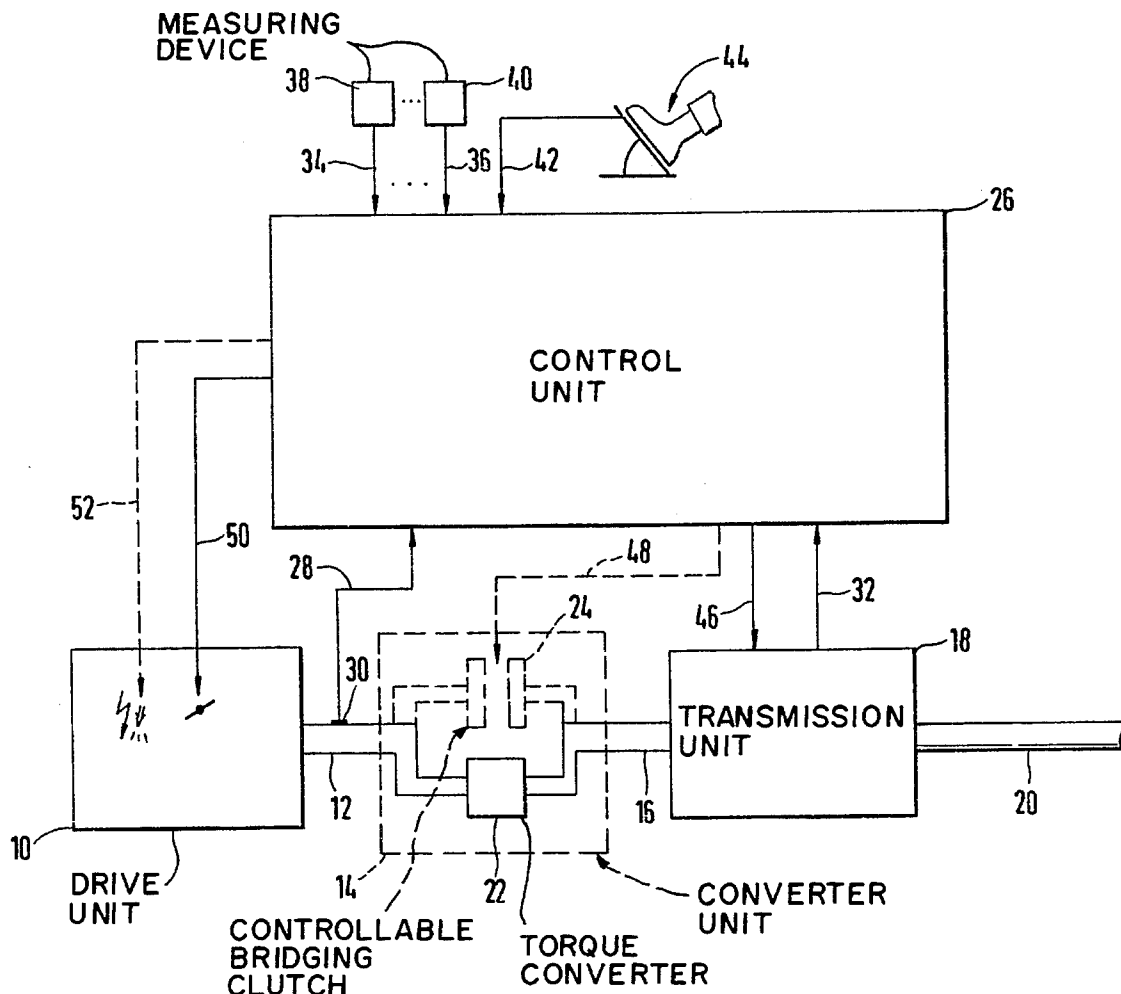 MEASURING
DEVICE
38
...
40
44
34
...
36
42
26
CONTROL
UNIT
52
50
28
48
24
46
32
18
30
TRANSMISSION
UNIT
12
16
20
10
14
22
DRIVE
UNIT
CONTROLLABLE
BRIDGING
CLUTCH
TORQUE
CONVERTER
CONVERTER
UNIT